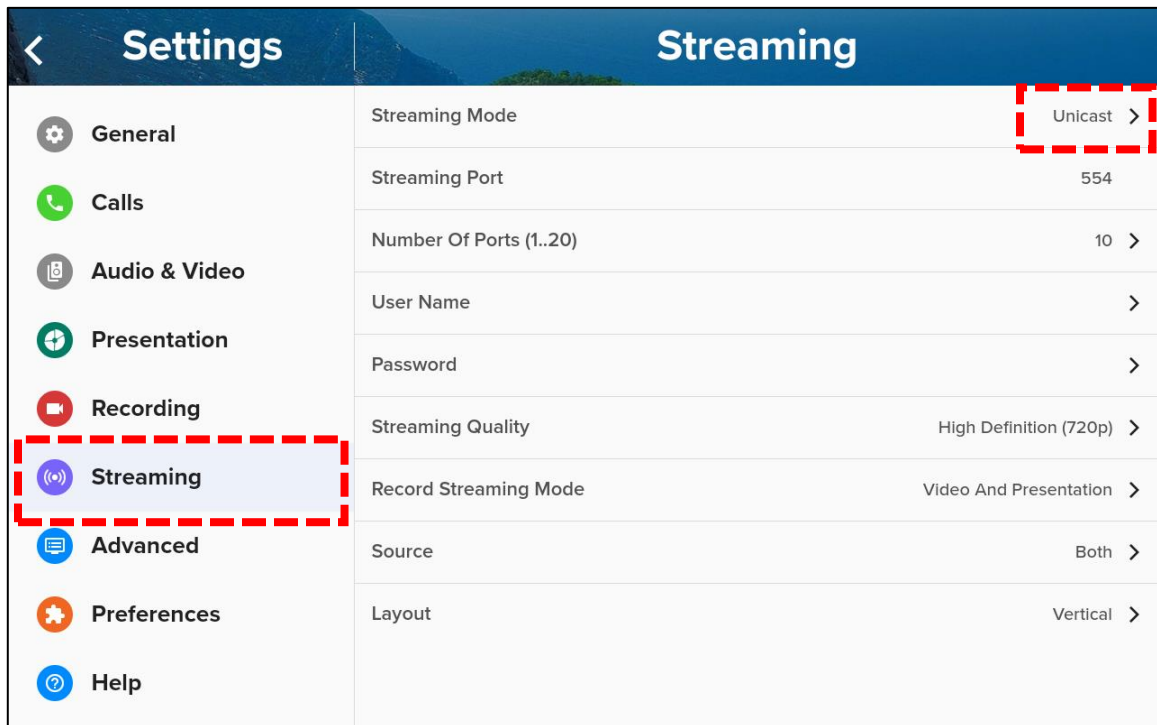 Settings
Streaming
General
Calls
Audio & Video
Presentation
Recording
Streaming
Advanced
Preferences
Help
Streaming Mode Unicast
Streaming Port 554
Number Of Ports (1..20) 10
User Name
Password
Streaming Quality High Definition (720p)
Record Streaming Mode Video And Presentation
Source Both
Layout Vertical